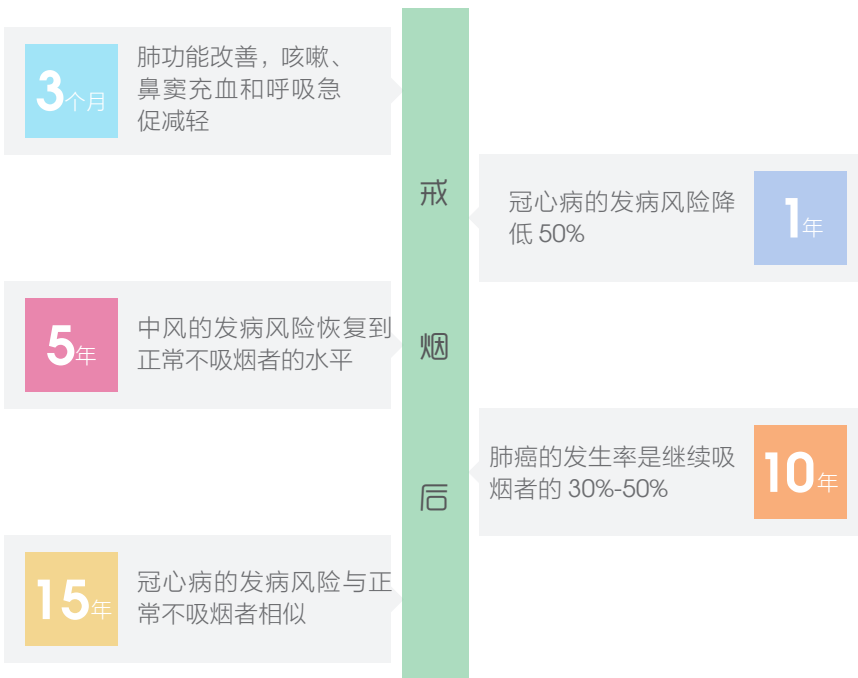 戒烟后
3个月
肺功能改善，咳嗽、
鼻窦充血和呼吸急
促减轻
1年
冠心病的发病风险降
低 50%
5年
中风的发病风险恢复到
正常不吸烟者的水平
10年
肺癌的发生率是继续吸
烟者的 30%-50%
15年
冠心病的发病风险与正
常不吸烟者相似